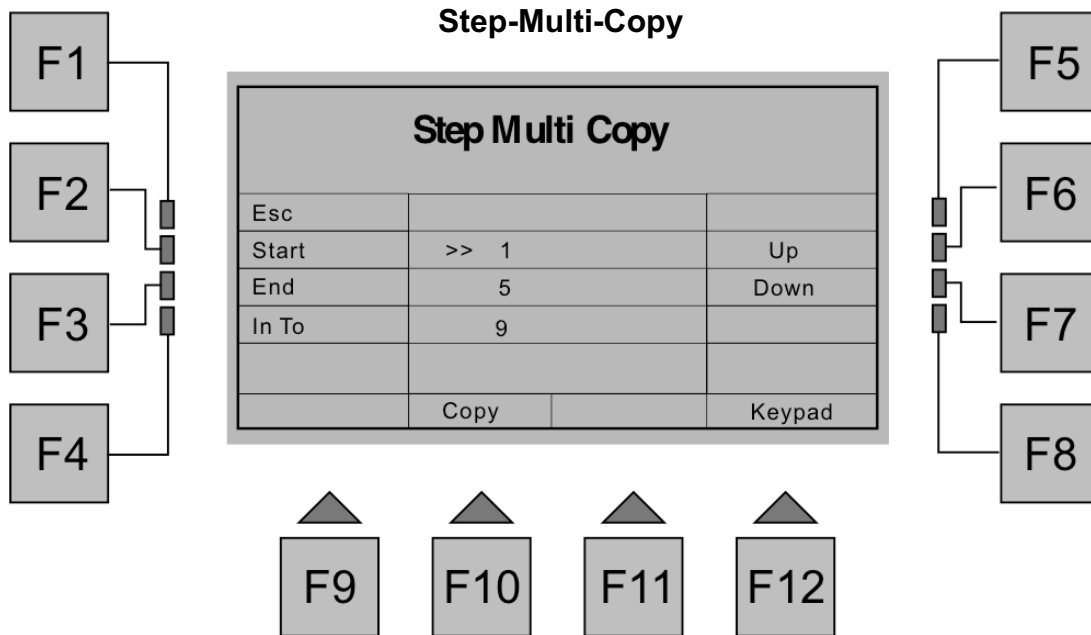 Step-Multi-Copy
F1
F5
Step Multi Copy
F2
F6
Esc
Start >> 1 Up
End 5 Down
F3
F7
In To 9
Copy Keypad
F4
F8
F9 F10 F11 F12